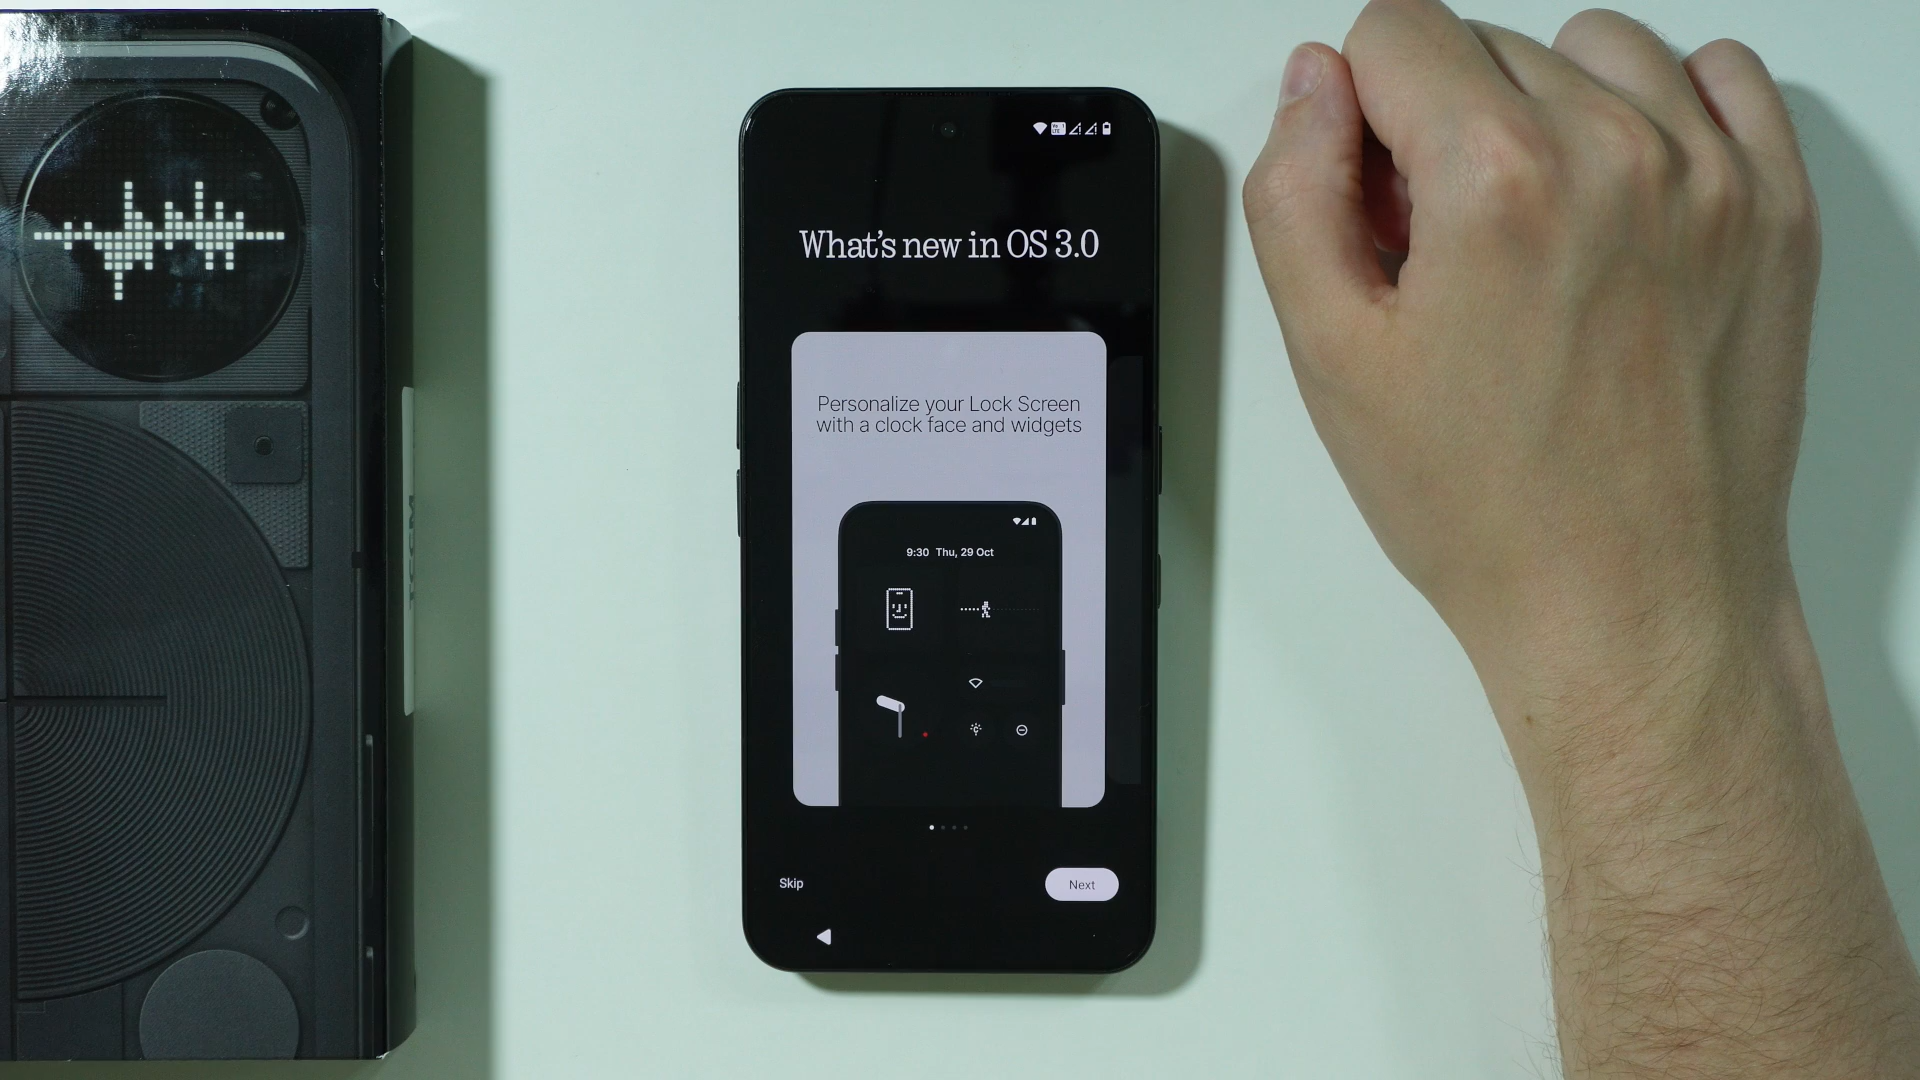 What's new in OS 3.0
Personalize your Lock Screen
with a clock face and widgets
9:30 Thu, 29 Oct
Skip
Next